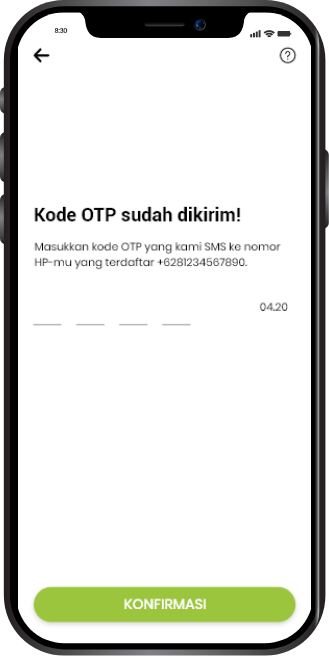 8:30
?
Kode OTP sudah dikirim!
Masukkan kode OTP yang kami SMS ke nomor
HP-mu yang terdaftar +6281234567890.
04.20
KONFIRMASI